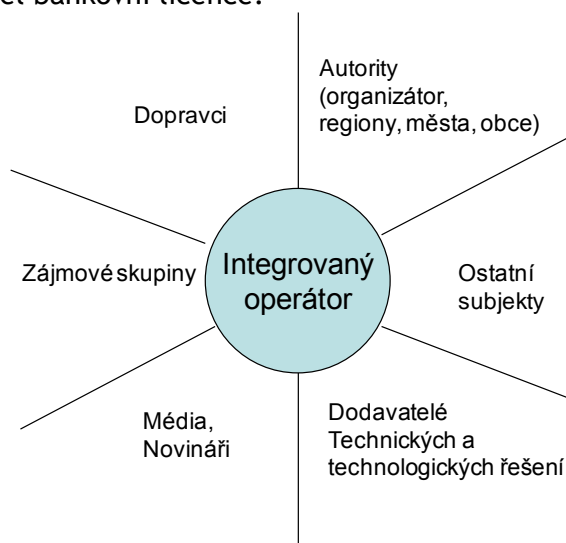 bankovní licence?
Dopravci
Autority
(organizátor,
regiony, města, obce)
Zájmové skupiny
Integrovaný
operátor
Ostatní
subjekty
Média,
Novináři
Dodavatelé
Technických a
technologických řešení